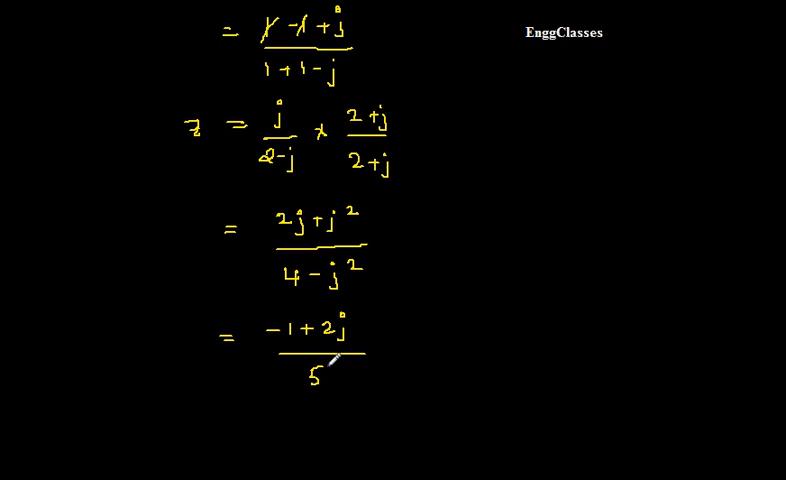 EnggClasses
= 1 - 1 + j
1 + 1 - j
z = j × 2+j
2-j 2+j
= 2j + j²
4 - j²
= -1 + 2j
5